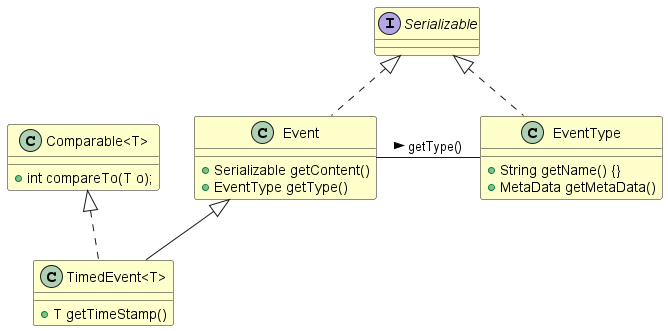 I Serializable
C Comparable<T>
+ int compareTo(T o);
C Event
+ Serializable getContent()
+ EventType getType()
getType()
C EventType
+ String getName() {}
+ MetaData getMetaData()
C TimedEvent<T>
+ T getTimeStamp()